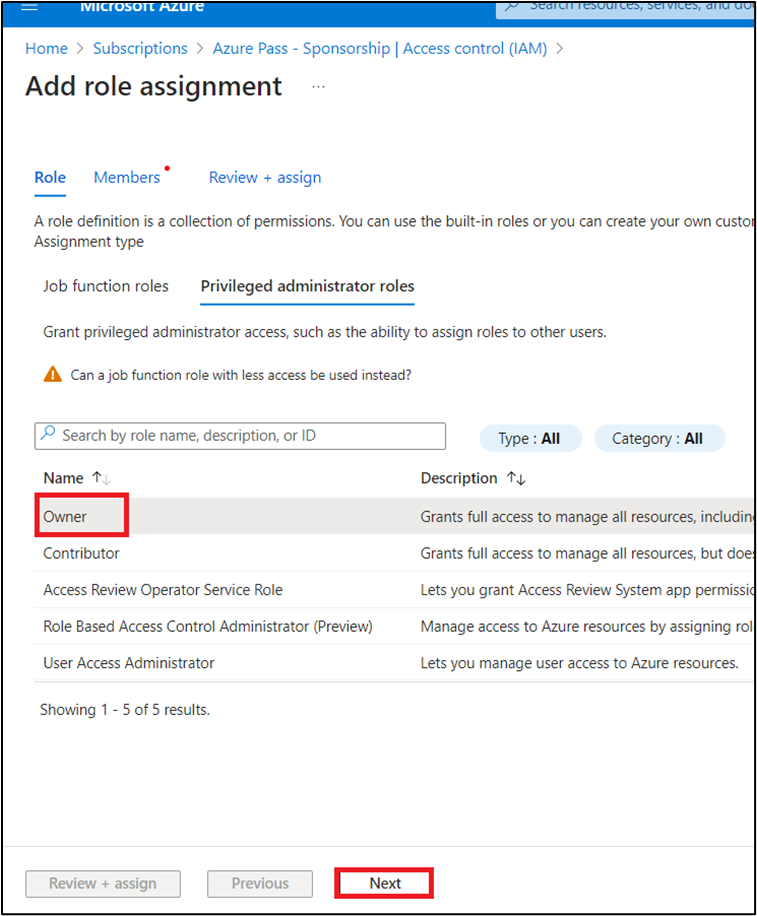 Microsoft Azure
Search resources, services, and do
Home > Subscriptions > Azure Pass - Sponsorship | Access control (IAM) >
Add role assignment ...
Role Members Review + assign
A role definition is a collection of permissions. You can use the built-in roles or you can create your own custo
Assignment type
Job function roles Privileged administrator roles
Grant privileged administrator access, such as the ability to assign roles to other users.
Can a job function role with less access be used instead?
Search by role name, description, or ID Type : All Category : All
Name ↑↓ Description ↑↓
Owner Grants full access to manage all resources, includin
Contributor Grants full access to manage all resources, but does
Access Review Operator Service Role Lets you grant Access Review System app permissio
Role Based Access Control Administrator (Preview) Manage access to Azure resources by assigning rol
User Access Administrator Lets you manage user access to Azure resources.
Showing 1 - 5 of 5 results.
Review + assign Previous Next